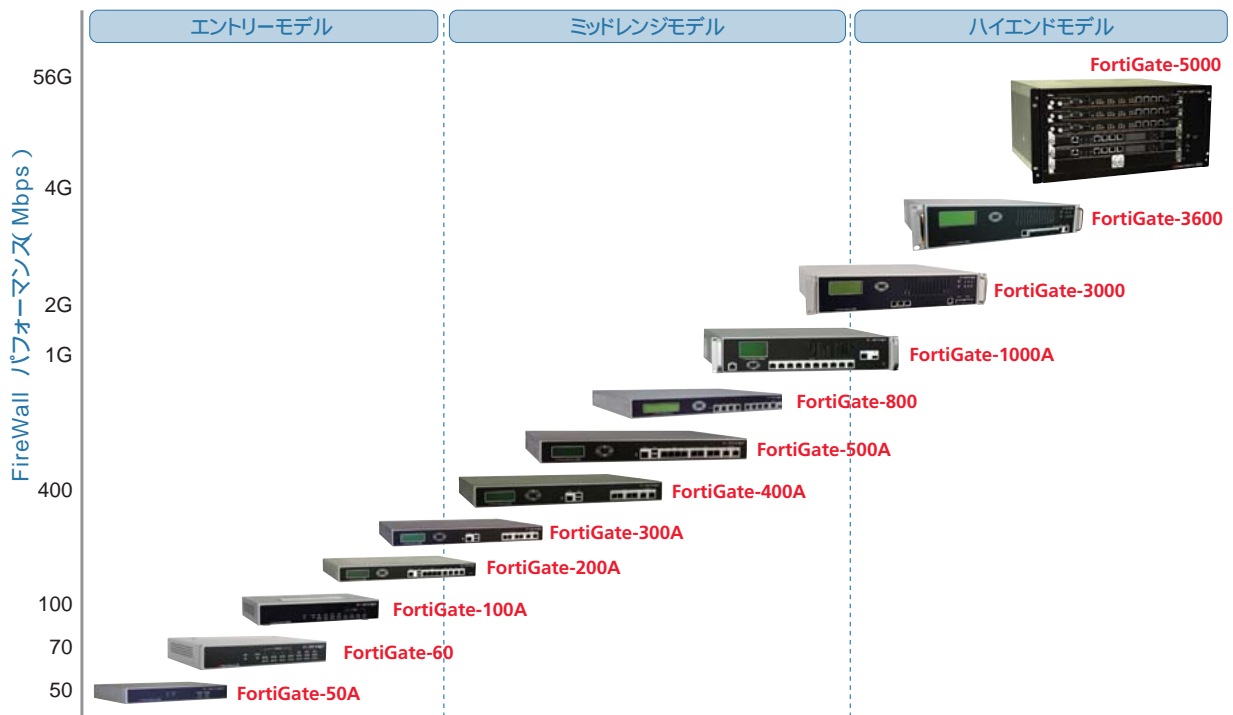 エントリーモデル
ミッドレンジモデル
ハイエンドモデル
FireWall パフォーマンス(Mbps)
56G
4G
2G
1G
400
100
70
50
FortiGate-5000
FortiGate-3600
FortiGate-3000
FortiGate-1000A
FortiGate-800
FortiGate-500A
FortiGate-400A
FortiGate-300A
FortiGate-200A
FortiGate-100A
FortiGate-60
FortiGate-50A